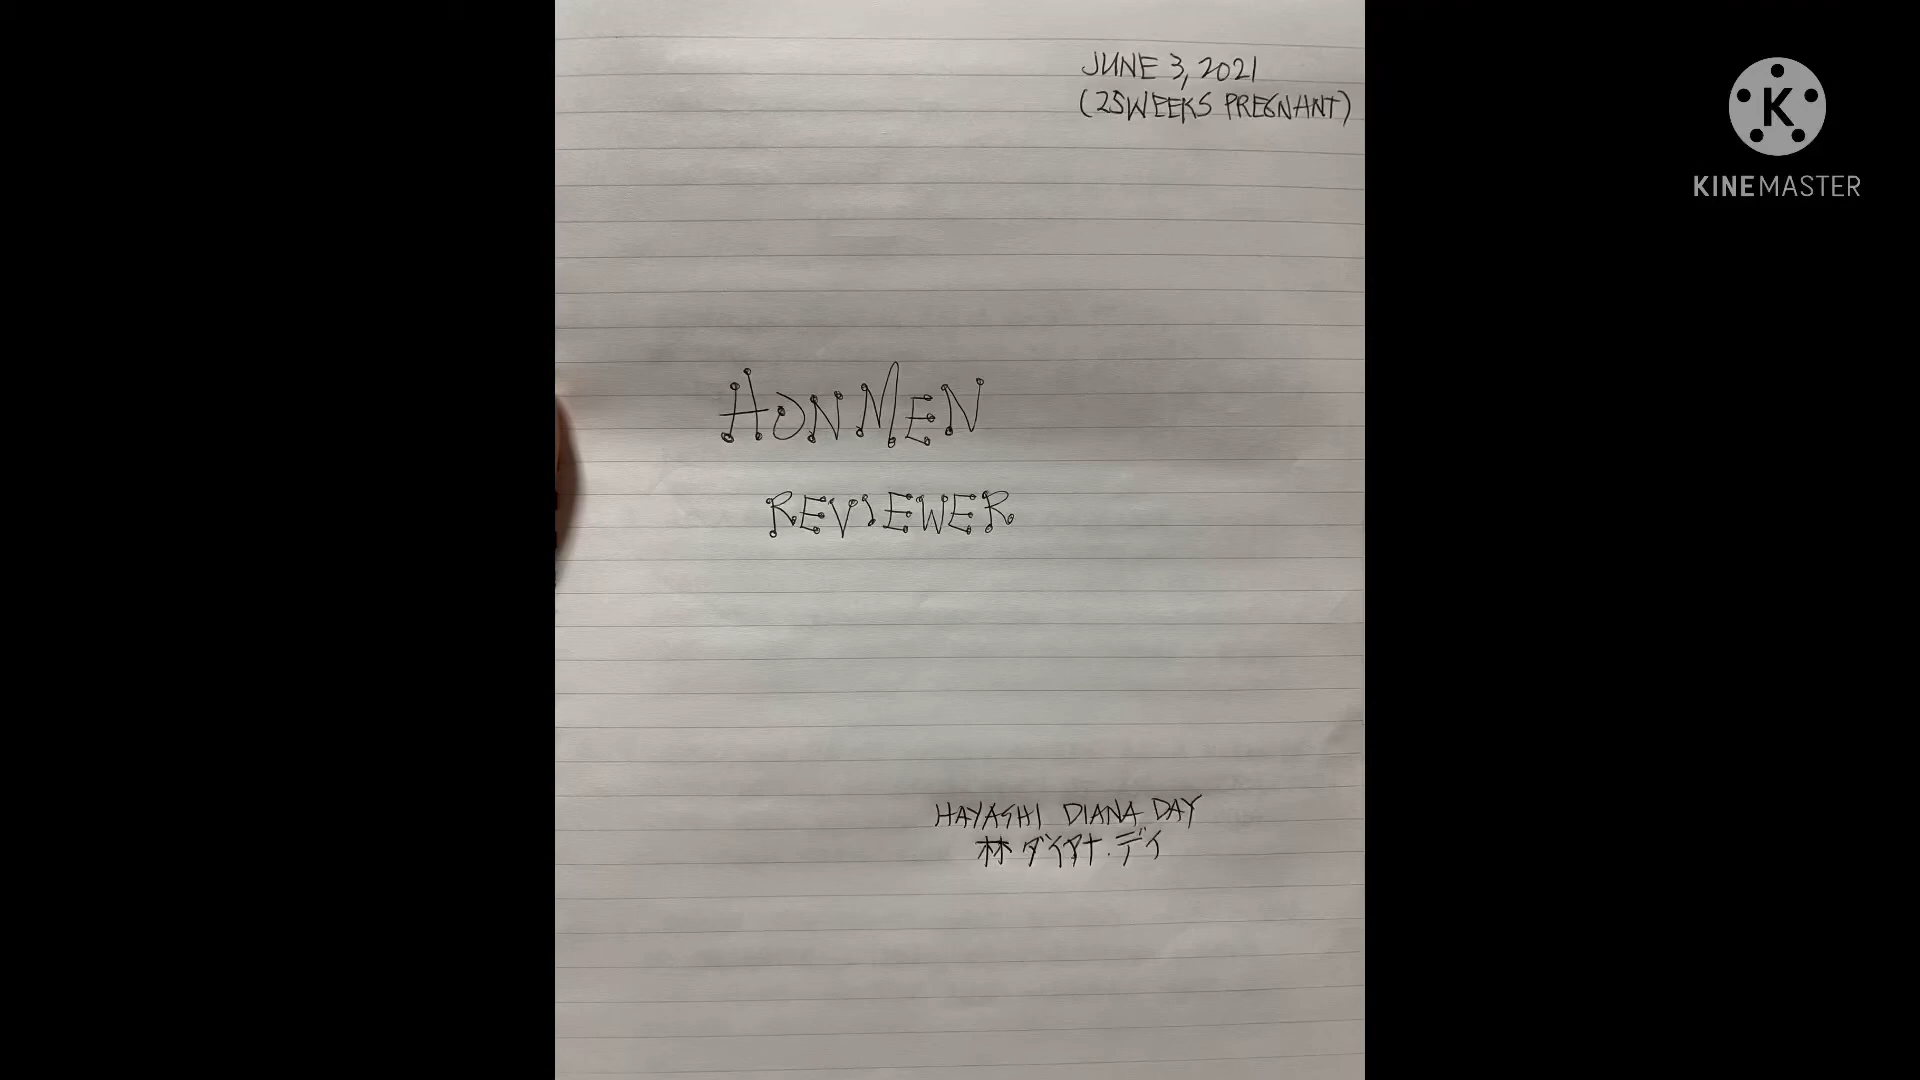 JUNE 3, 2021
(25WEEKS PREGNANT)
HONMEN
REVIEWER
HAYASHI DIANA DAY
林 ダイアナ・デイ
KINEMASTER